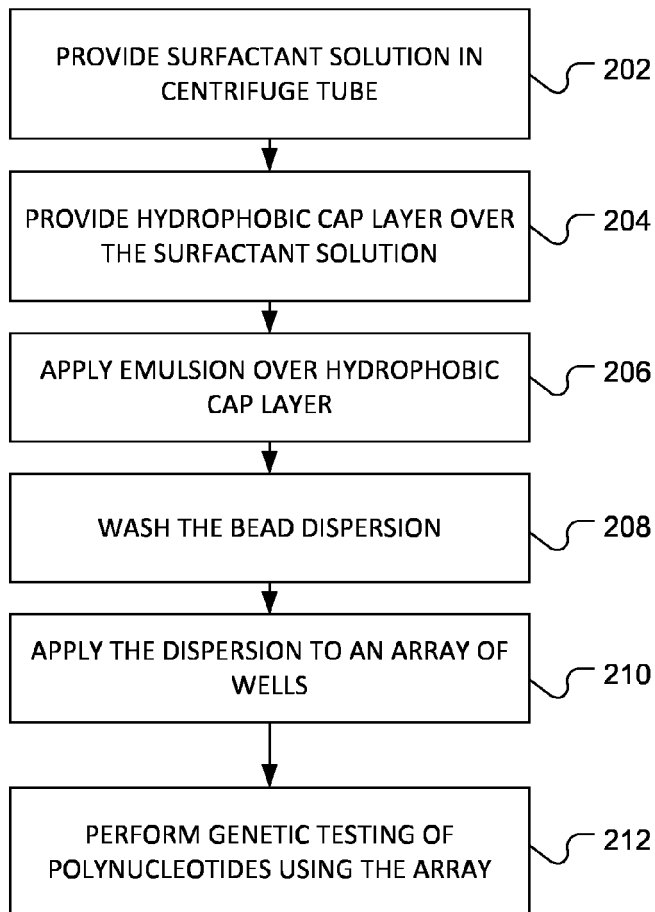 PROVIDE SURFACTANT SOLUTION IN
CENTRIFUGE TUBE
202
PROVIDE HYDROPHOBIC CAP LAYER OVER
THE SURFACTANT SOLUTION
204
APPLY EMULSION OVER HYDROPHOBIC
CAP LAYER
206
WASH THE BEAD DISPERSION
208
APPLY THE DISPERSION TO AN ARRAY OF
WELLS
210
PERFORM GENETIC TESTING OF
POLYNUCLEOTIDES USING THE ARRAY
212